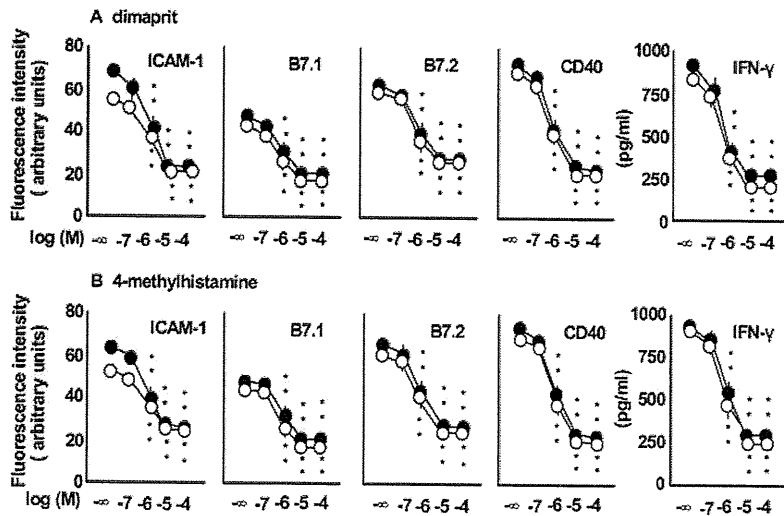 A dimaprit
ICAM-1 B7.1 B7.2 CD40 IFN-γ
Fluorescence intensity
( arbitrary units)
80
60
40
20
0
1000
750
500
250
0
(pg/ml)
log (M) -∞ -7 -6 -5 -4 -∞ -7 -6 -5 -4 -∞ -7 -6 -5 -4 -∞ -7 -6 -5 -4 -∞ -7 -6 -5 -4
B 4-methylhistamine
ICAM-1 B7.1 B7.2 CD40 IFN-γ
Fluorescence intensity
( arbitrary units)
80
60
40
20
0
1000
750
500
250
0
(pg/ml)
log (M) -∞ -7 -6 -5 -4 -∞ -7 -6 -5 -4 -∞ -7 -6 -5 -4 -∞ -7 -6 -5 -4 -∞ -7 -6 -5 -4